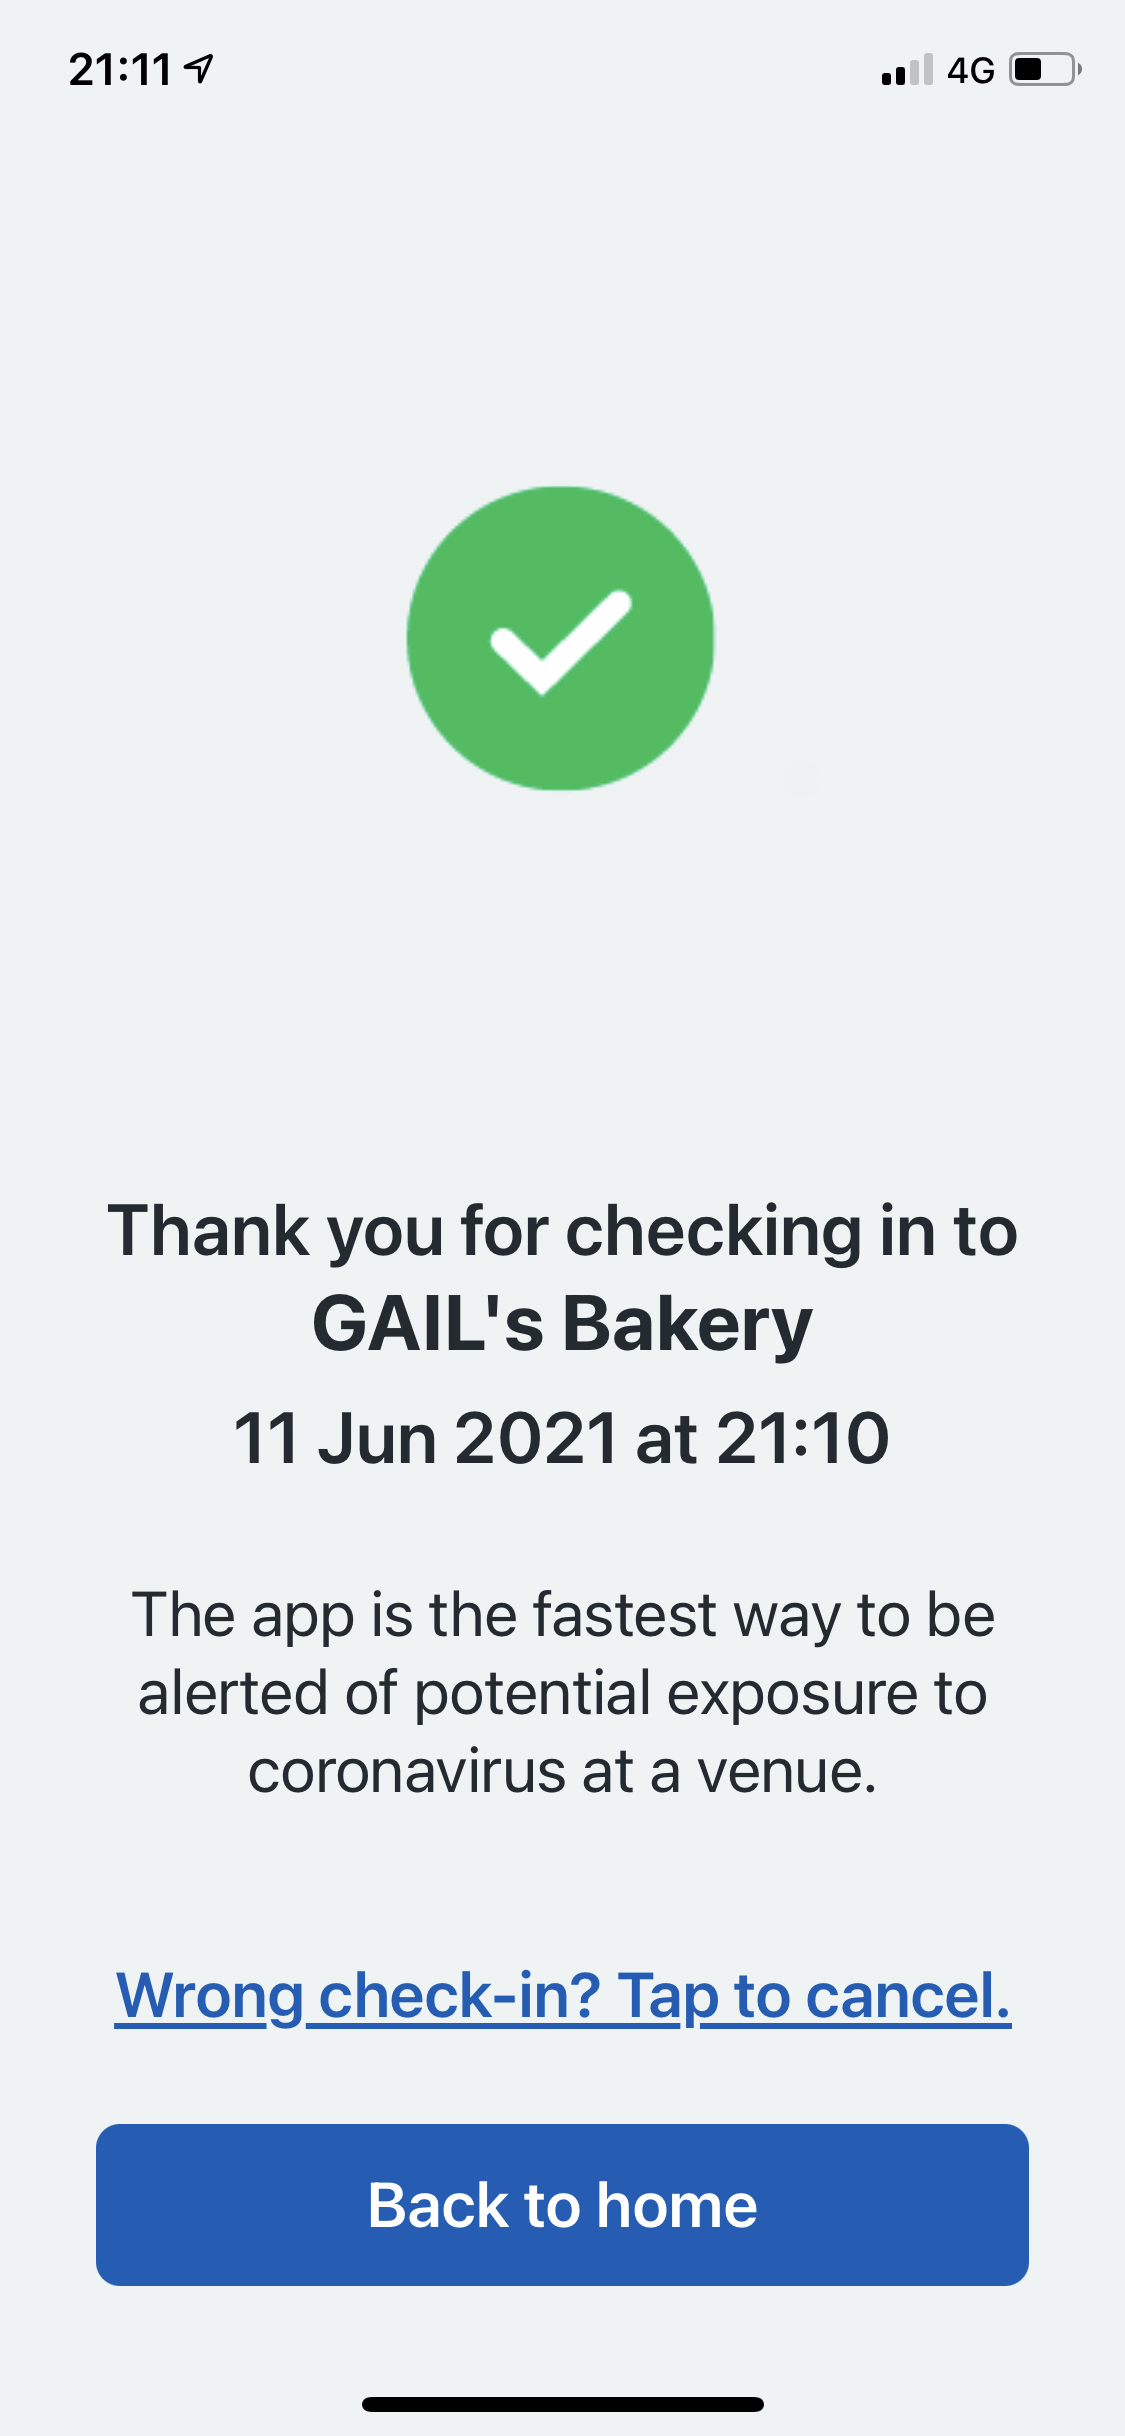 21:11 4G
Thank you for checking in to
GAIL's Bakery
11 Jun 2021 at 21:10
The app is the fastest way to be
alerted of potential exposure to
coronavirus at a venue.
Wrong check-in? Tap to cancel.
Back to home